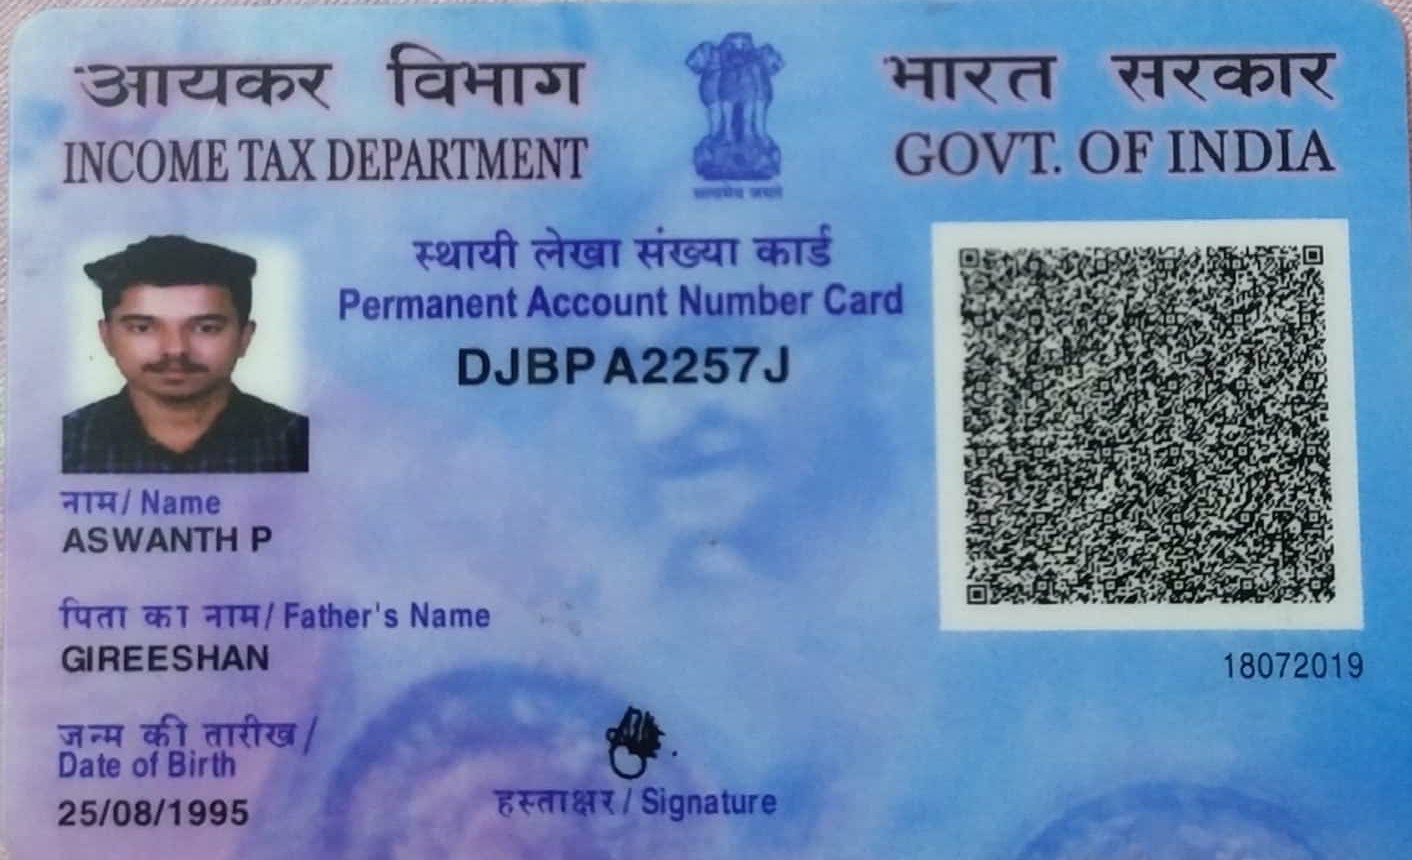 आयकर विभाग
INCOME TAX DEPARTMENT
भारत सरकार
GOVT. OF INDIA
सत्यमेव जयते
स्थायी लेखा संख्या कार्ड
Permanent Account Number Card
DJBPA2257J
नाम/ Name
ASWANTH P
पिता का नाम/ Father's Name
GIREESHAN
जन्म की तारीख/
Date of Birth
25/08/1995
हस्ताक्षर/ Signature
18072019